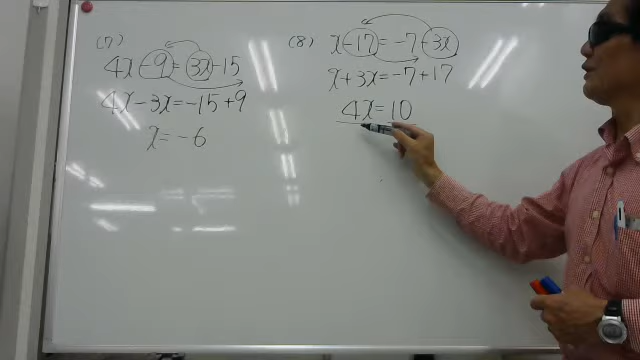 (7)
4x-9=3x-15
4x-3x=-15+9
x=-6
(8)
x-17=-7-3x
x+3x=-7+17
4x=10